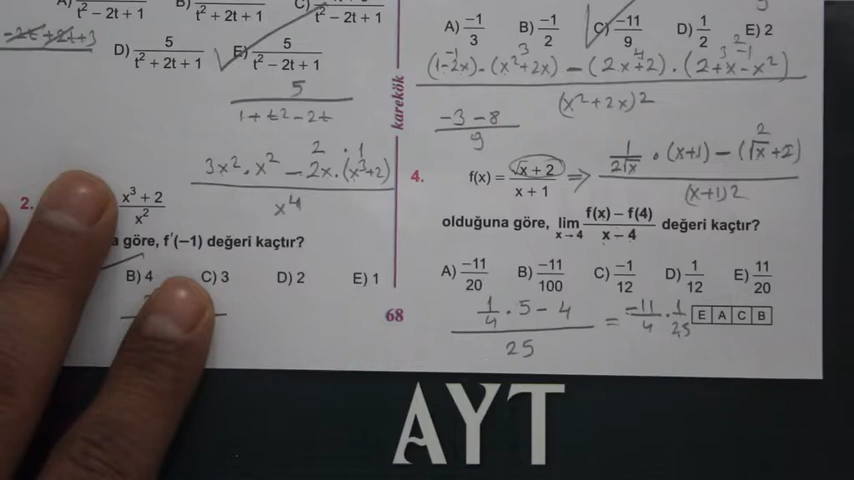 t² − 2t + 1
t² + 2t + 1
t² − 2t + 1
D) 5/(t² + 2t + 1)
E) 5/(t² − 2t + 1)
5/(1 + t² − 2t)
(3x² · x² − 2x · (x³+2))/x⁴
2 · 1
2.
(x³ + 2)/x²
göre, f'(−1) değeri kaçtır?
B) 4 C) 3 D) 2 E) 1
karekök
68
A) −1/3 B) −1/2 C) −11/9 D) 1/2 E) 2
((1−2x) · (x²+2x) − (2x+2) · (2+x−x²))/(x²+2x)²
(−3−8)/9
4. f(x) = (√x + 2)/(x + 1) ⇒ (1/(2√x) · (x+1) − (√x+2))/(x+1)²
olduğuna göre, lim x→4 (f(x) − f(4))/(x − 4) değeri kaçtır?
A) −11/20 B) −11/100 C) −1/12 D) 1/12 E) 11/20
(1/4 · 5 − 4)/25 = −11/4 · 1/25
E A C B
AYT